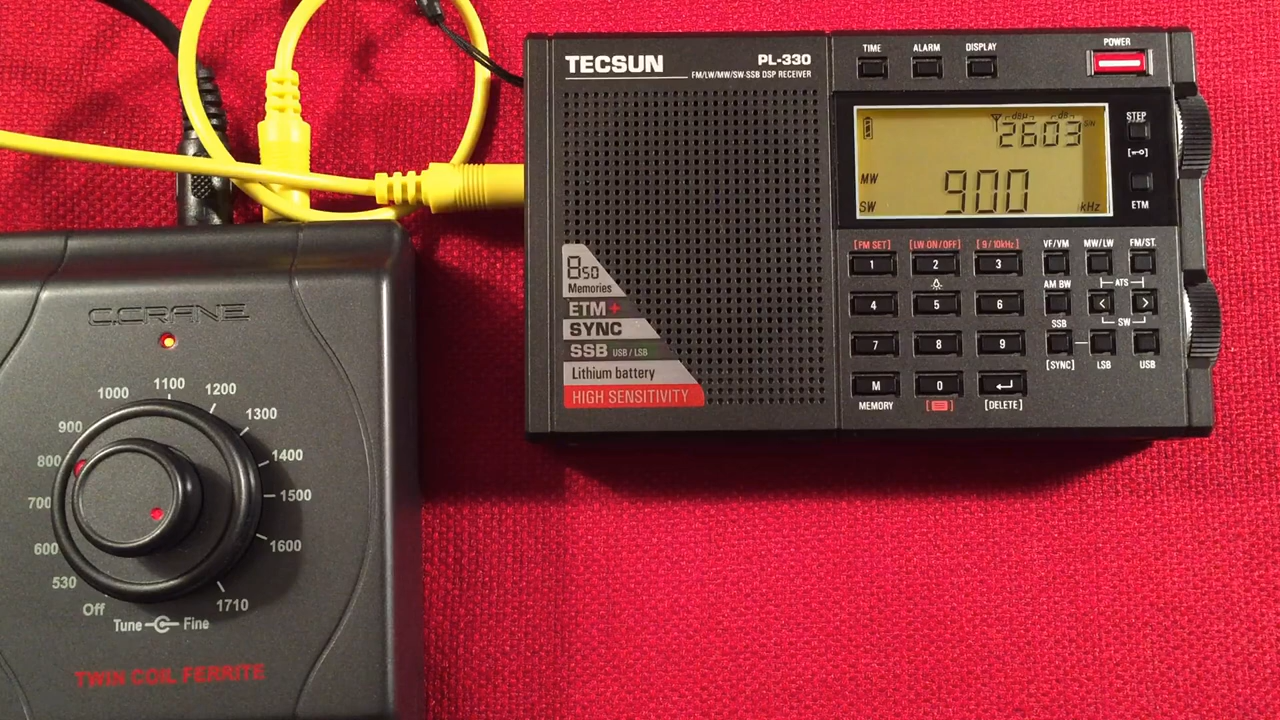 TECSUN
PL-330
FM/LW/MW/SW-SSB DSP RECEIVER
TIME
ALARM
DISPLAY
POWER
dBµ
dB
2603
MW
900
SW
kHz
STEP
ETM
[FM SET]
[LW ON/OFF]
[9/10kHz]
VF/VM
MW/LW
FM/ST.
1
2
3
AM BW
ATS
4
5
6
<
>
SSB
SW
7
8
9
[SYNC]
LSB
USB
M
0
MEMORY
[DELETE]
850
Memories
ETM+
SYNC
SSB USB / LSB
Lithium battery
HIGH SENSITIVITY
C.CRANE
1000
1100
1200
900
1300
800
1400
700
1500
600
1600
530
1710
Off
Tune
Fine
TWIN COIL FERRITE